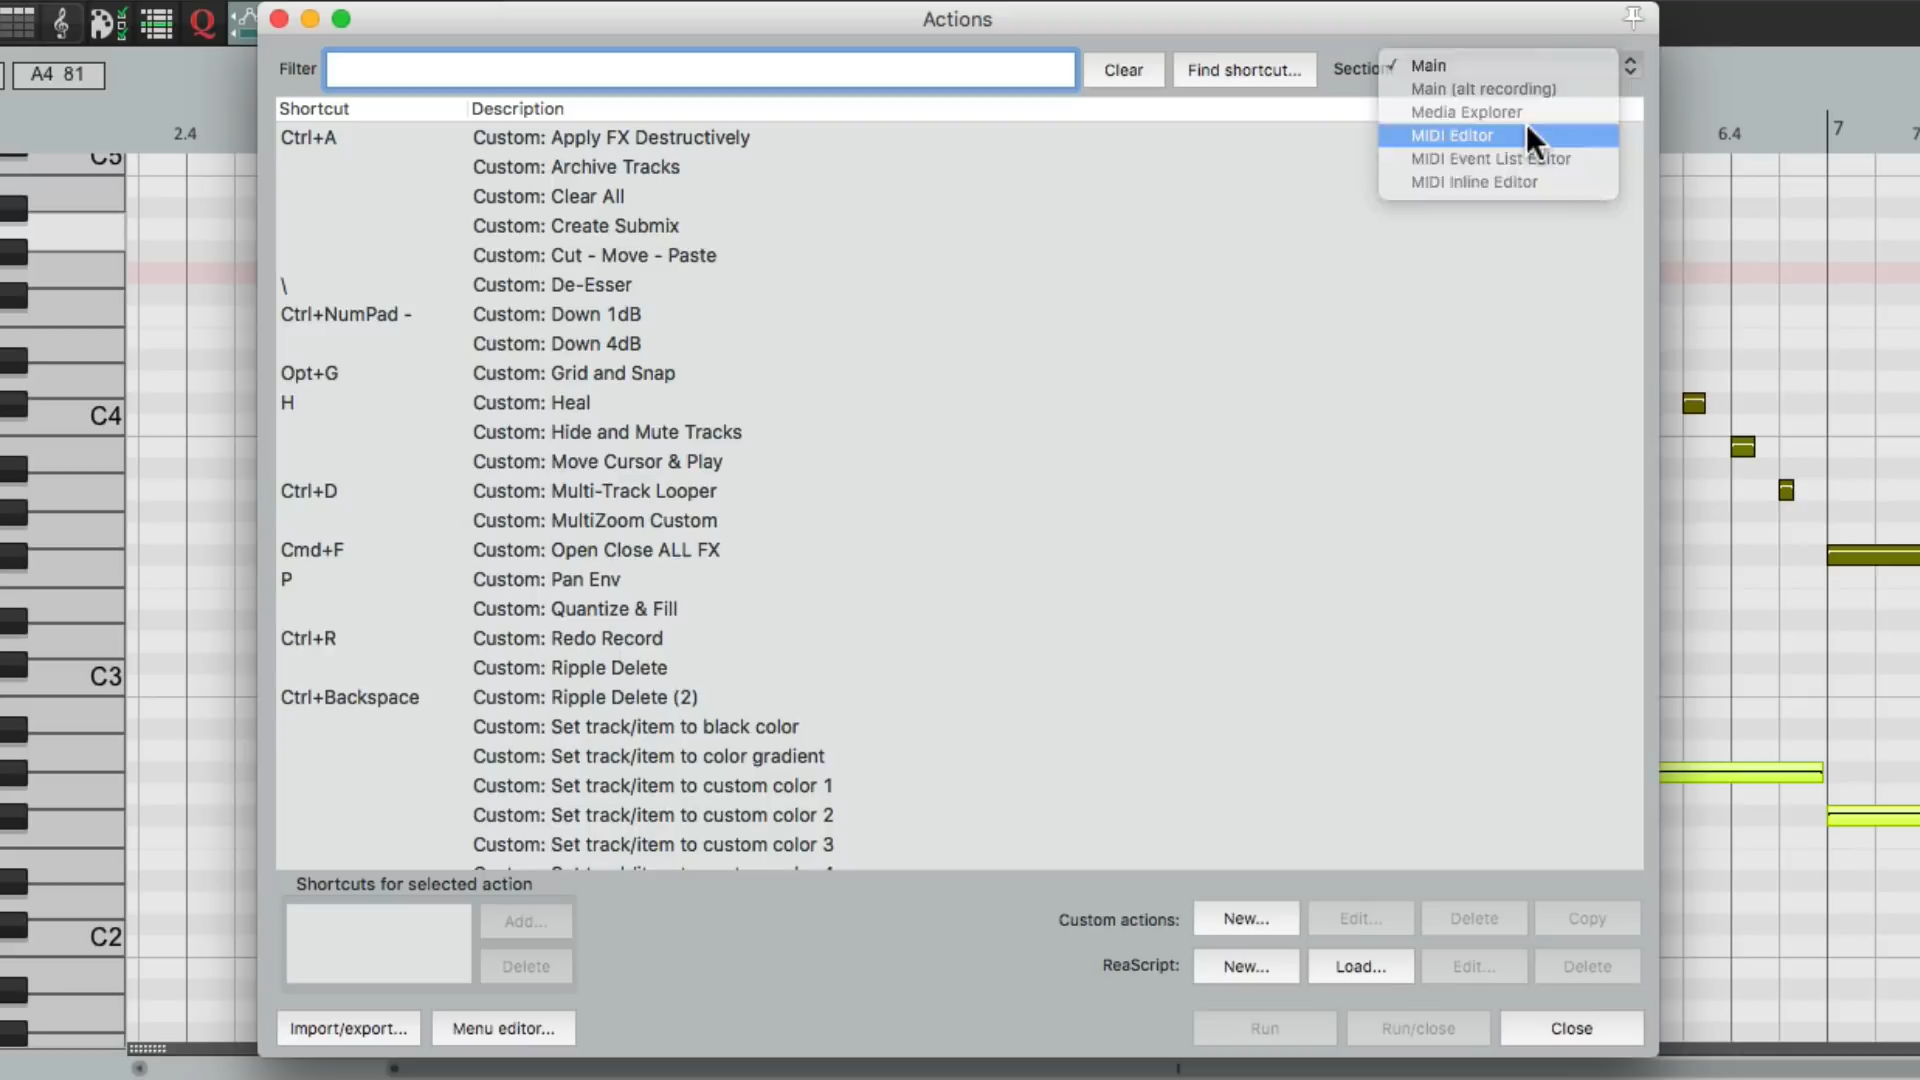 Actions
A4 81
Filter
Clear
Find shortcut...
Section
✓ Main
Main (alt recording)
Media Explorer
MIDI Editor
MIDI Event List Editor
MIDI Inline Editor
Shortcut Description
2.4
6.4
7
7
C5
C4
C3
C2
Ctrl+A Custom: Apply FX Destructively
Custom: Archive Tracks
Custom: Clear All
Custom: Create Submix
Custom: Cut - Move - Paste
\ Custom: De-Esser
Ctrl+NumPad - Custom: Down 1dB
Custom: Down 4dB
Opt+G Custom: Grid and Snap
H Custom: Heal
Custom: Hide and Mute Tracks
Custom: Move Cursor & Play
Ctrl+D Custom: Multi-Track Looper
Custom: MultiZoom Custom
Cmd+F Custom: Open Close ALL FX
P Custom: Pan Env
Custom: Quantize & Fill
Ctrl+R Custom: Redo Record
Custom: Ripple Delete
Ctrl+Backspace Custom: Ripple Delete (2)
Custom: Set track/item to black color
Custom: Set track/item to color gradient
Custom: Set track/item to custom color 1
Custom: Set track/item to custom color 2
Custom: Set track/item to custom color 3
Shortcuts for selected action
Add...
Delete
Custom actions: New... Edit... Delete Copy
ReaScript: New... Load... Edit... Delete
Import/export... Menu editor... Run Run/close Close